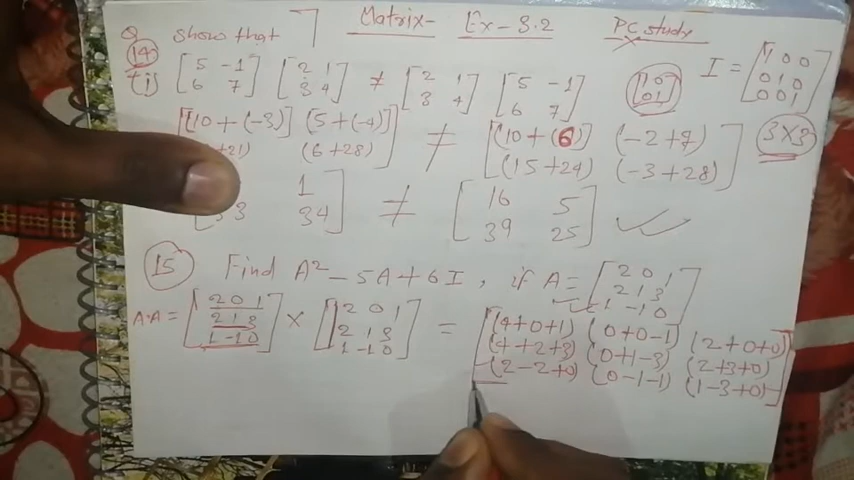 Q Show that Matrix- Ex-3.2 PC study
14
(i) [5 -1 6 7] [2 1 3 4] ≠ [2 1 3 4] [5 -1 6 7] [1 0 0 1] I = [1 0 0 0 1 0 0 0 1]
[(10+(-3)] (5+(-4)] ≠ [(10+(6)] (-2+7)] 3×3
+21) (6+28) (15+24) (-3+28)
1 ≠ [16 5
3 34] 39 25]
15 Find A² - 5A + 6I, if A = [2 0 1
2 1 3
1 -1 0]
A·A = [2 0 1 × [2 0 1 = [(4+0+1) (0+0-1) (2+0+0)
2 1 3 2 1 3 (4+2+3) (0+1-3) (2+3+0)
1 -1 0] 1 -1 0] (2-2+0) (0-1-1) (1-3+0)]